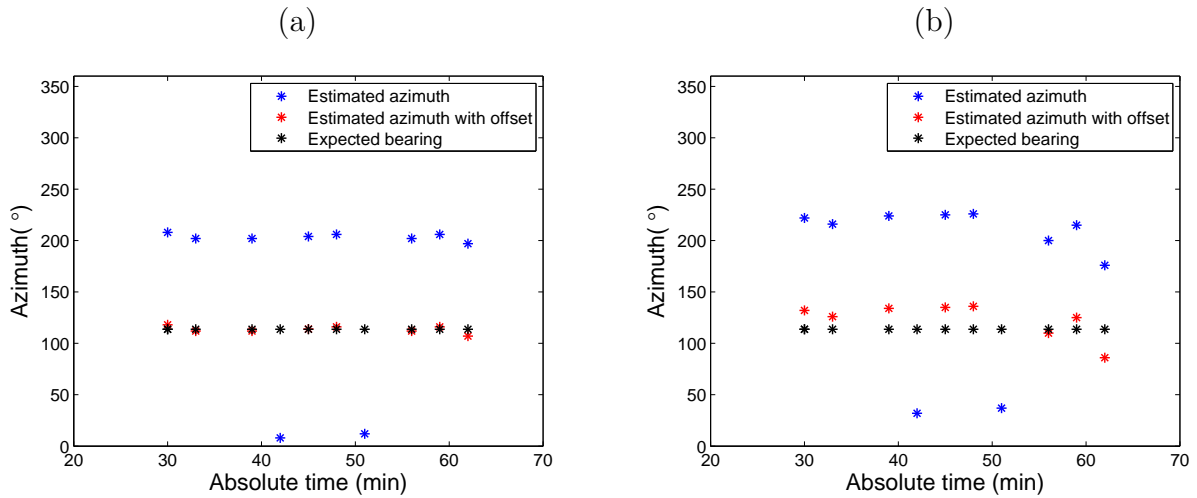 (a)
350
300
250
200
150
100
50
0
Azimuth( °)
Estimated azimuth
Estimated azimuth with offset
Expected bearing
20 30 40 50 60 70
Absolute time (min)
(b)
350
300
250
200
150
100
50
0
Azimuth( °)
Estimated azimuth
Estimated azimuth with offset
Expected bearing
20 30 40 50 60 70
Absolute time (min)